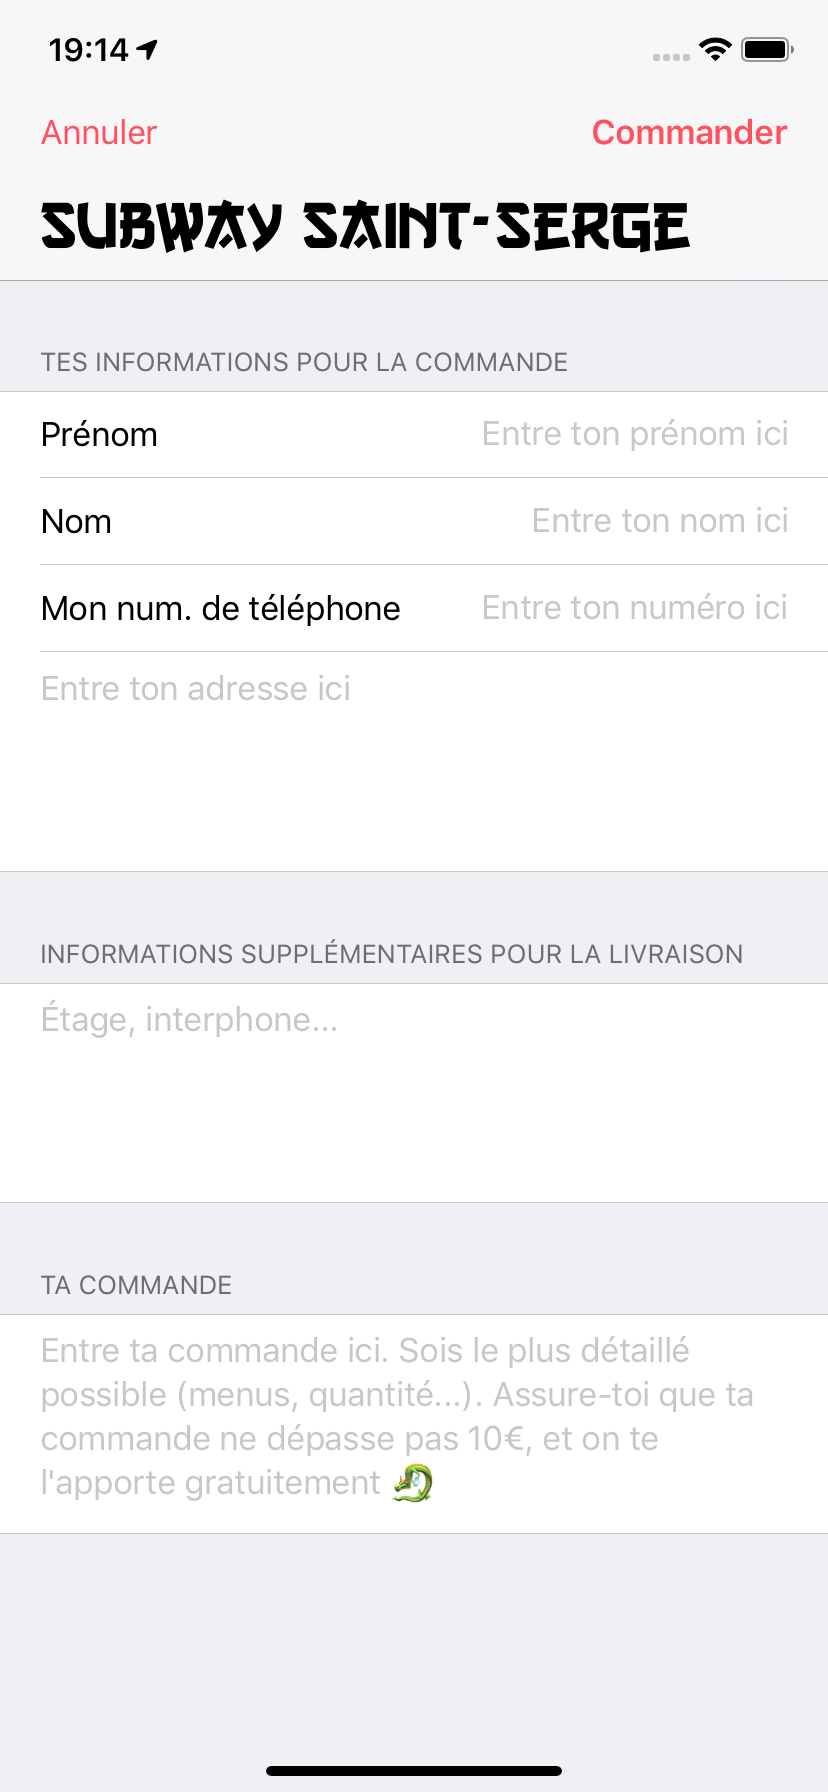 19:14
Annuler
Commander
SUBWAY SAINT-SERGE
TES INFORMATIONS POUR LA COMMANDE
Prénom
Entre ton prénom ici
Nom
Entre ton nom ici
Mon num. de téléphone
Entre ton numéro ici
Entre ton adresse ici
INFORMATIONS SUPPLÉMENTAIRES POUR LA LIVRAISON
Étage, interphone...
TA COMMANDE
Entre ta commande ici. Sois le plus détaillé
possible (menus, quantité...). Assure-toi que ta
commande ne dépasse pas 10€, et on te
l'apporte gratuitement 🐉